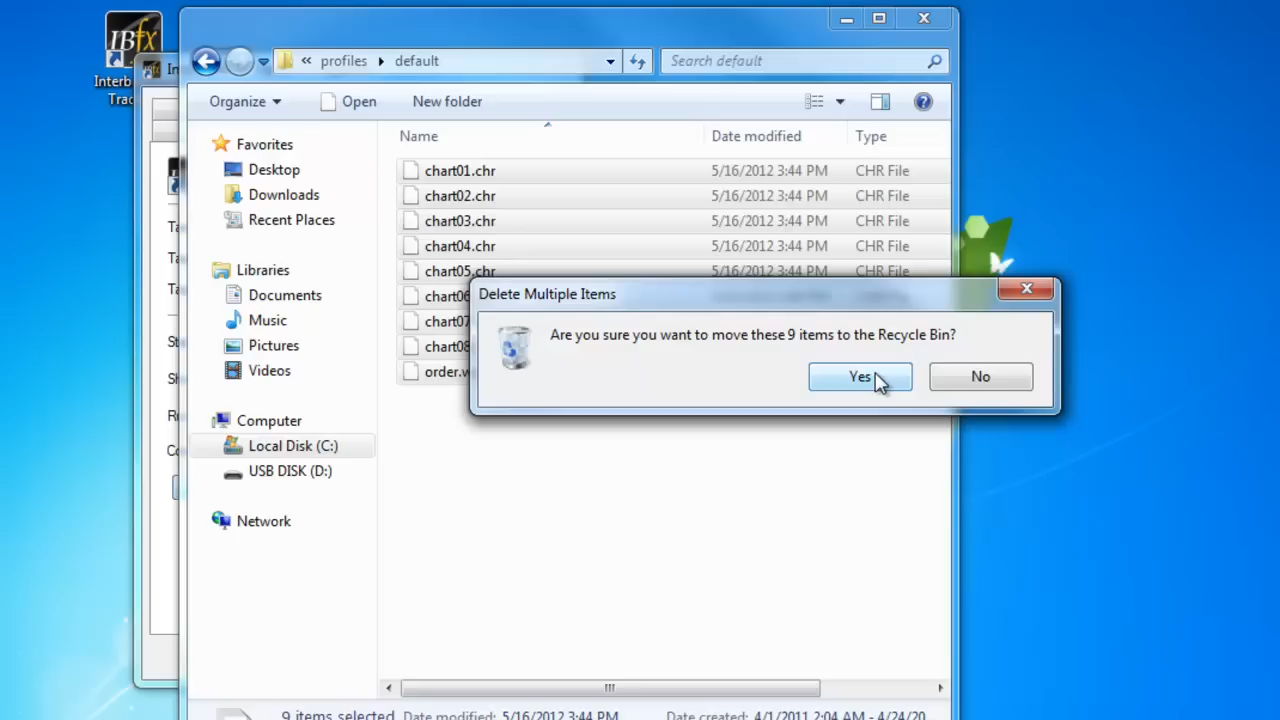 IBfx
Interb
Trac
In
« profiles ▸ default
Search default
Organize
Open
New folder
Name
Date modified
Type
Favorites
Desktop
Downloads
Recent Places
Libraries
Documents
Music
Pictures
Videos
Computer
Local Disk (C:)
USB DISK (D:)
Network
chart01.chr 5/16/2012 3:44 PM CHR File
chart02.chr 5/16/2012 3:44 PM CHR File
chart03.chr 5/16/2012 3:44 PM CHR File
chart04.chr 5/16/2012 3:44 PM CHR File
chart05.chr 5/16/2012 3:44 PM CHR File
chart06
chart07
chart08
order.w
Ta
Ta
Ta
St
Sh
Ru
Co
Delete Multiple Items
Are you sure you want to move these 9 items to the Recycle Bin?
Yes
No
9 items selected Date modified: 5/16/2012 3:44 PM Date created: 4/1/2011 2:04 AM - 4/24/20